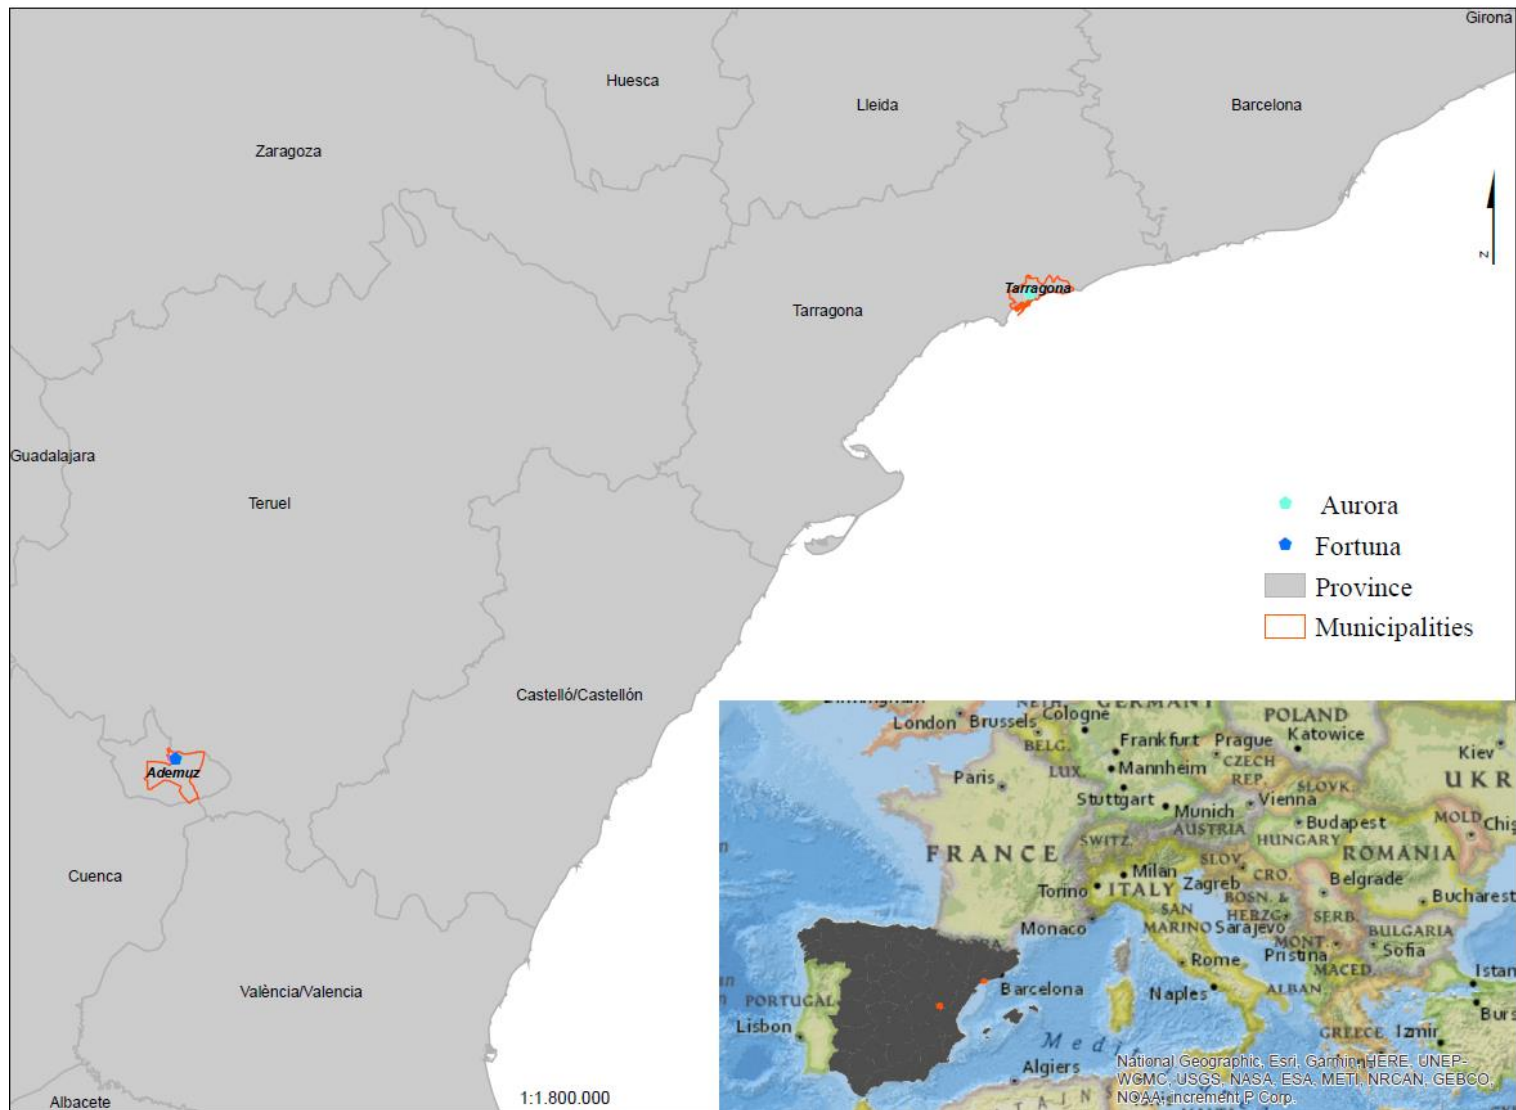 Girona
Huesca
Lleida
Barcelona
Zaragoza
z
Tarragona
Tarragona
Guadalajara
Teruel
Aurora
Fortuna
Province
Municipalities
Castelló/Castellón
Ademuz
Cuenca
València/Valencia
Albacete
1:1.800.000
London
Brussels
Cologne
GERMANY
POLAND
BELG.
Frankfurt
Prague
Katowice
Kiev
Paris
LUX.
Mannheim
CZECH
REP.
UKR
Stuttgart
Munich
Vienna
SLOVK.
AUSTRIA
Budapest
MOLD.
Chiș
FRANCE
SWITZ.
HUNGARY
ROMANIA
Milan
SLOV.
CRO.
Torino
ITALY
Zagreb
Belgrade
Bucharest
SAN
MARINO
BOSN. &
HERZG.
SERB.
Monaco
Sarajevo
MONT.
BULGARIA
Pristina
Sofia
Rome
MACED.
Istan
Barcelona
Naples
ALBAN.
Burs
PORTUGAL
Lisbon
GREECE
Izmir
Medit
Algiers
National Geographic, Esri, Garmin, HERE, UNEP-
WCMC, USGS, NASA, ESA, METI, NRCAN, GEBCO,
NOAA, increment P Corp.